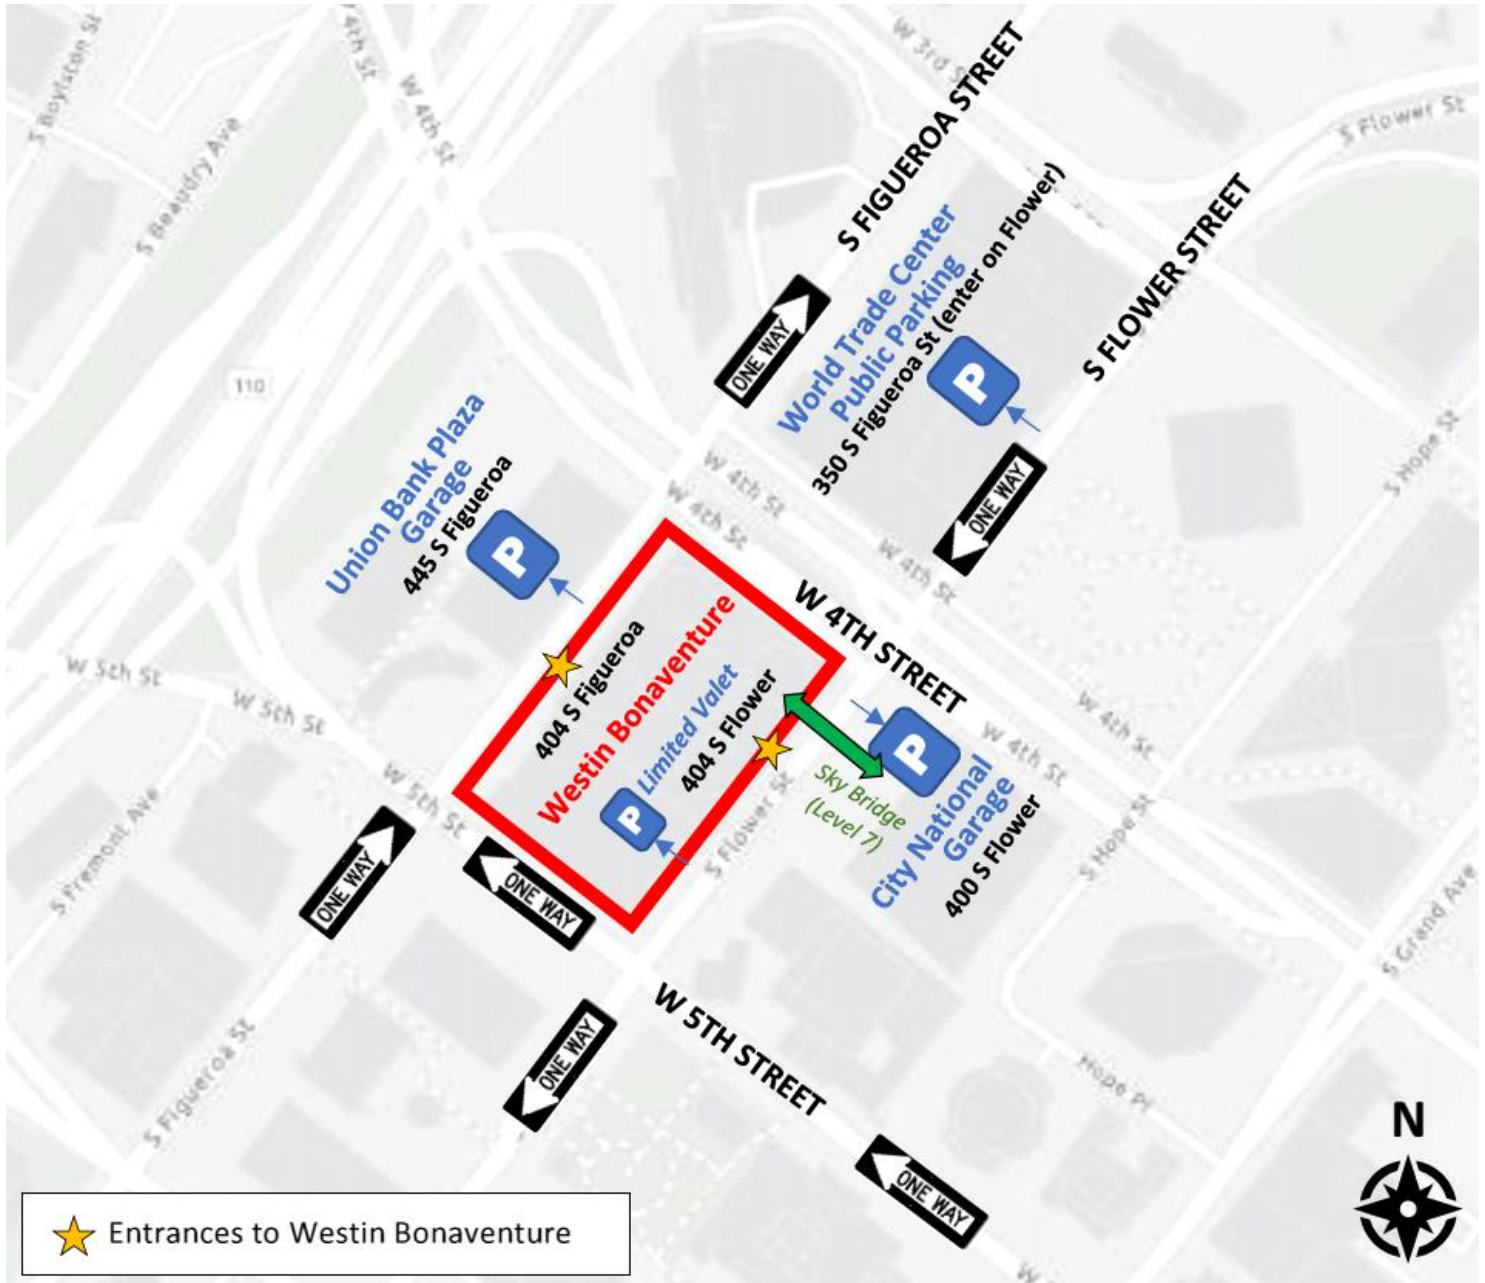 S Boylston St
S Beaudry Ave
W 4th St
W 4th St
W 3rd S
S FIGUEROA STREET
S Flower St
S FLOWER STREET
World Trade Center
Public Parking
350 S Figueroa St (enter on Flower)
P
ONE WAY
ONE WAY
110
Union Bank Plaza
Garage
445 S Figueroa
P
W 4th St
W 4th St
W 4th St
S Hope St
W 4TH STREET
W 4th St
W 4th St
404 S Figueroa
Westin Bonaventure
Limited Valet
404 S Flower
P
P
Sky Bridge
(Level 7)
City National
Garage
400 S Flower
W 5th St
W 5th St
W 5th St
S Flower St
S Hope St
S Fremont Ave
S Grand Ave
ONE WAY
ONE WAY
ONE WAY
W 5TH STREET
S Figueroa St
Hope Pl
ONE WAY
N
Entrances to Westin Bonaventure